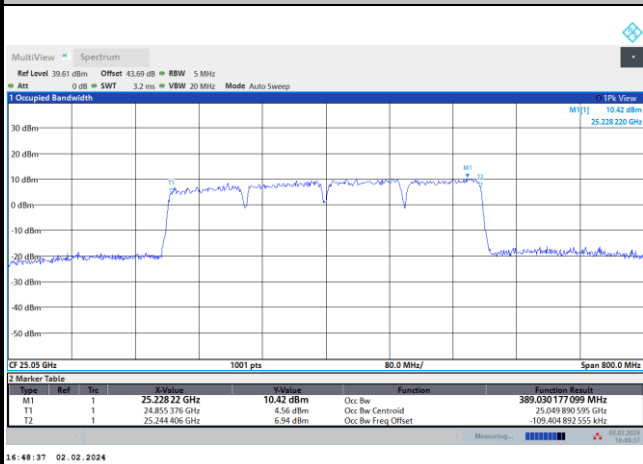 MultiView Spectrum
Ref Level 39.61 dBm Offset 43.69 dB RBW 5 MHz
Att 0 dB SWT 3.2 ms VBW 20 MHz Mode Auto Sweep
1 Occupied Bandwidth 1Pk View
M1[1] 10.42 dBm
25.228 220 GHz
30 dBm
20 dBm
M1
T1 T2
10 dBm
0 dBm
-10 dBm
-20 dBm
-30 dBm
-40 dBm
-50 dBm
CF 25.05 GHz 1001 pts 80.0 MHz/ Span 800.0 MHz
2 Marker Table
Type Ref Trc X-Value Y-Value Function Function Result
M1 1 25.228 22 GHz 10.42 dBm Occ Bw 389.030 177 099 MHz
T1 1 24.855 376 GHz 4.56 dBm Occ Bw Centroid 25.049 890 595 GHz
T2 1 25.244 406 GHz 6.94 dBm Occ Bw Freq Offset -109.404 892 555 kHz
Measuring... 02.02.2024
16:48:37
16:48:37 02.02.2024